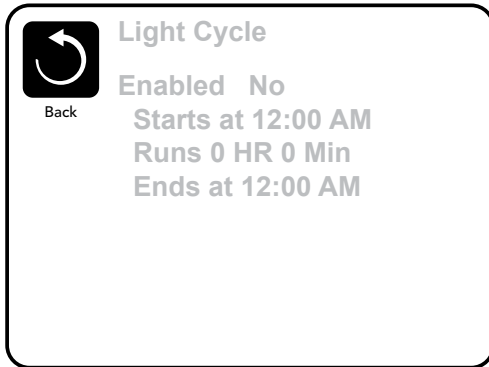 Light Cycle
Back
Enabled No
Starts at 12:00 AM
Runs 0 HR 0 Min
Ends at 12:00 AM